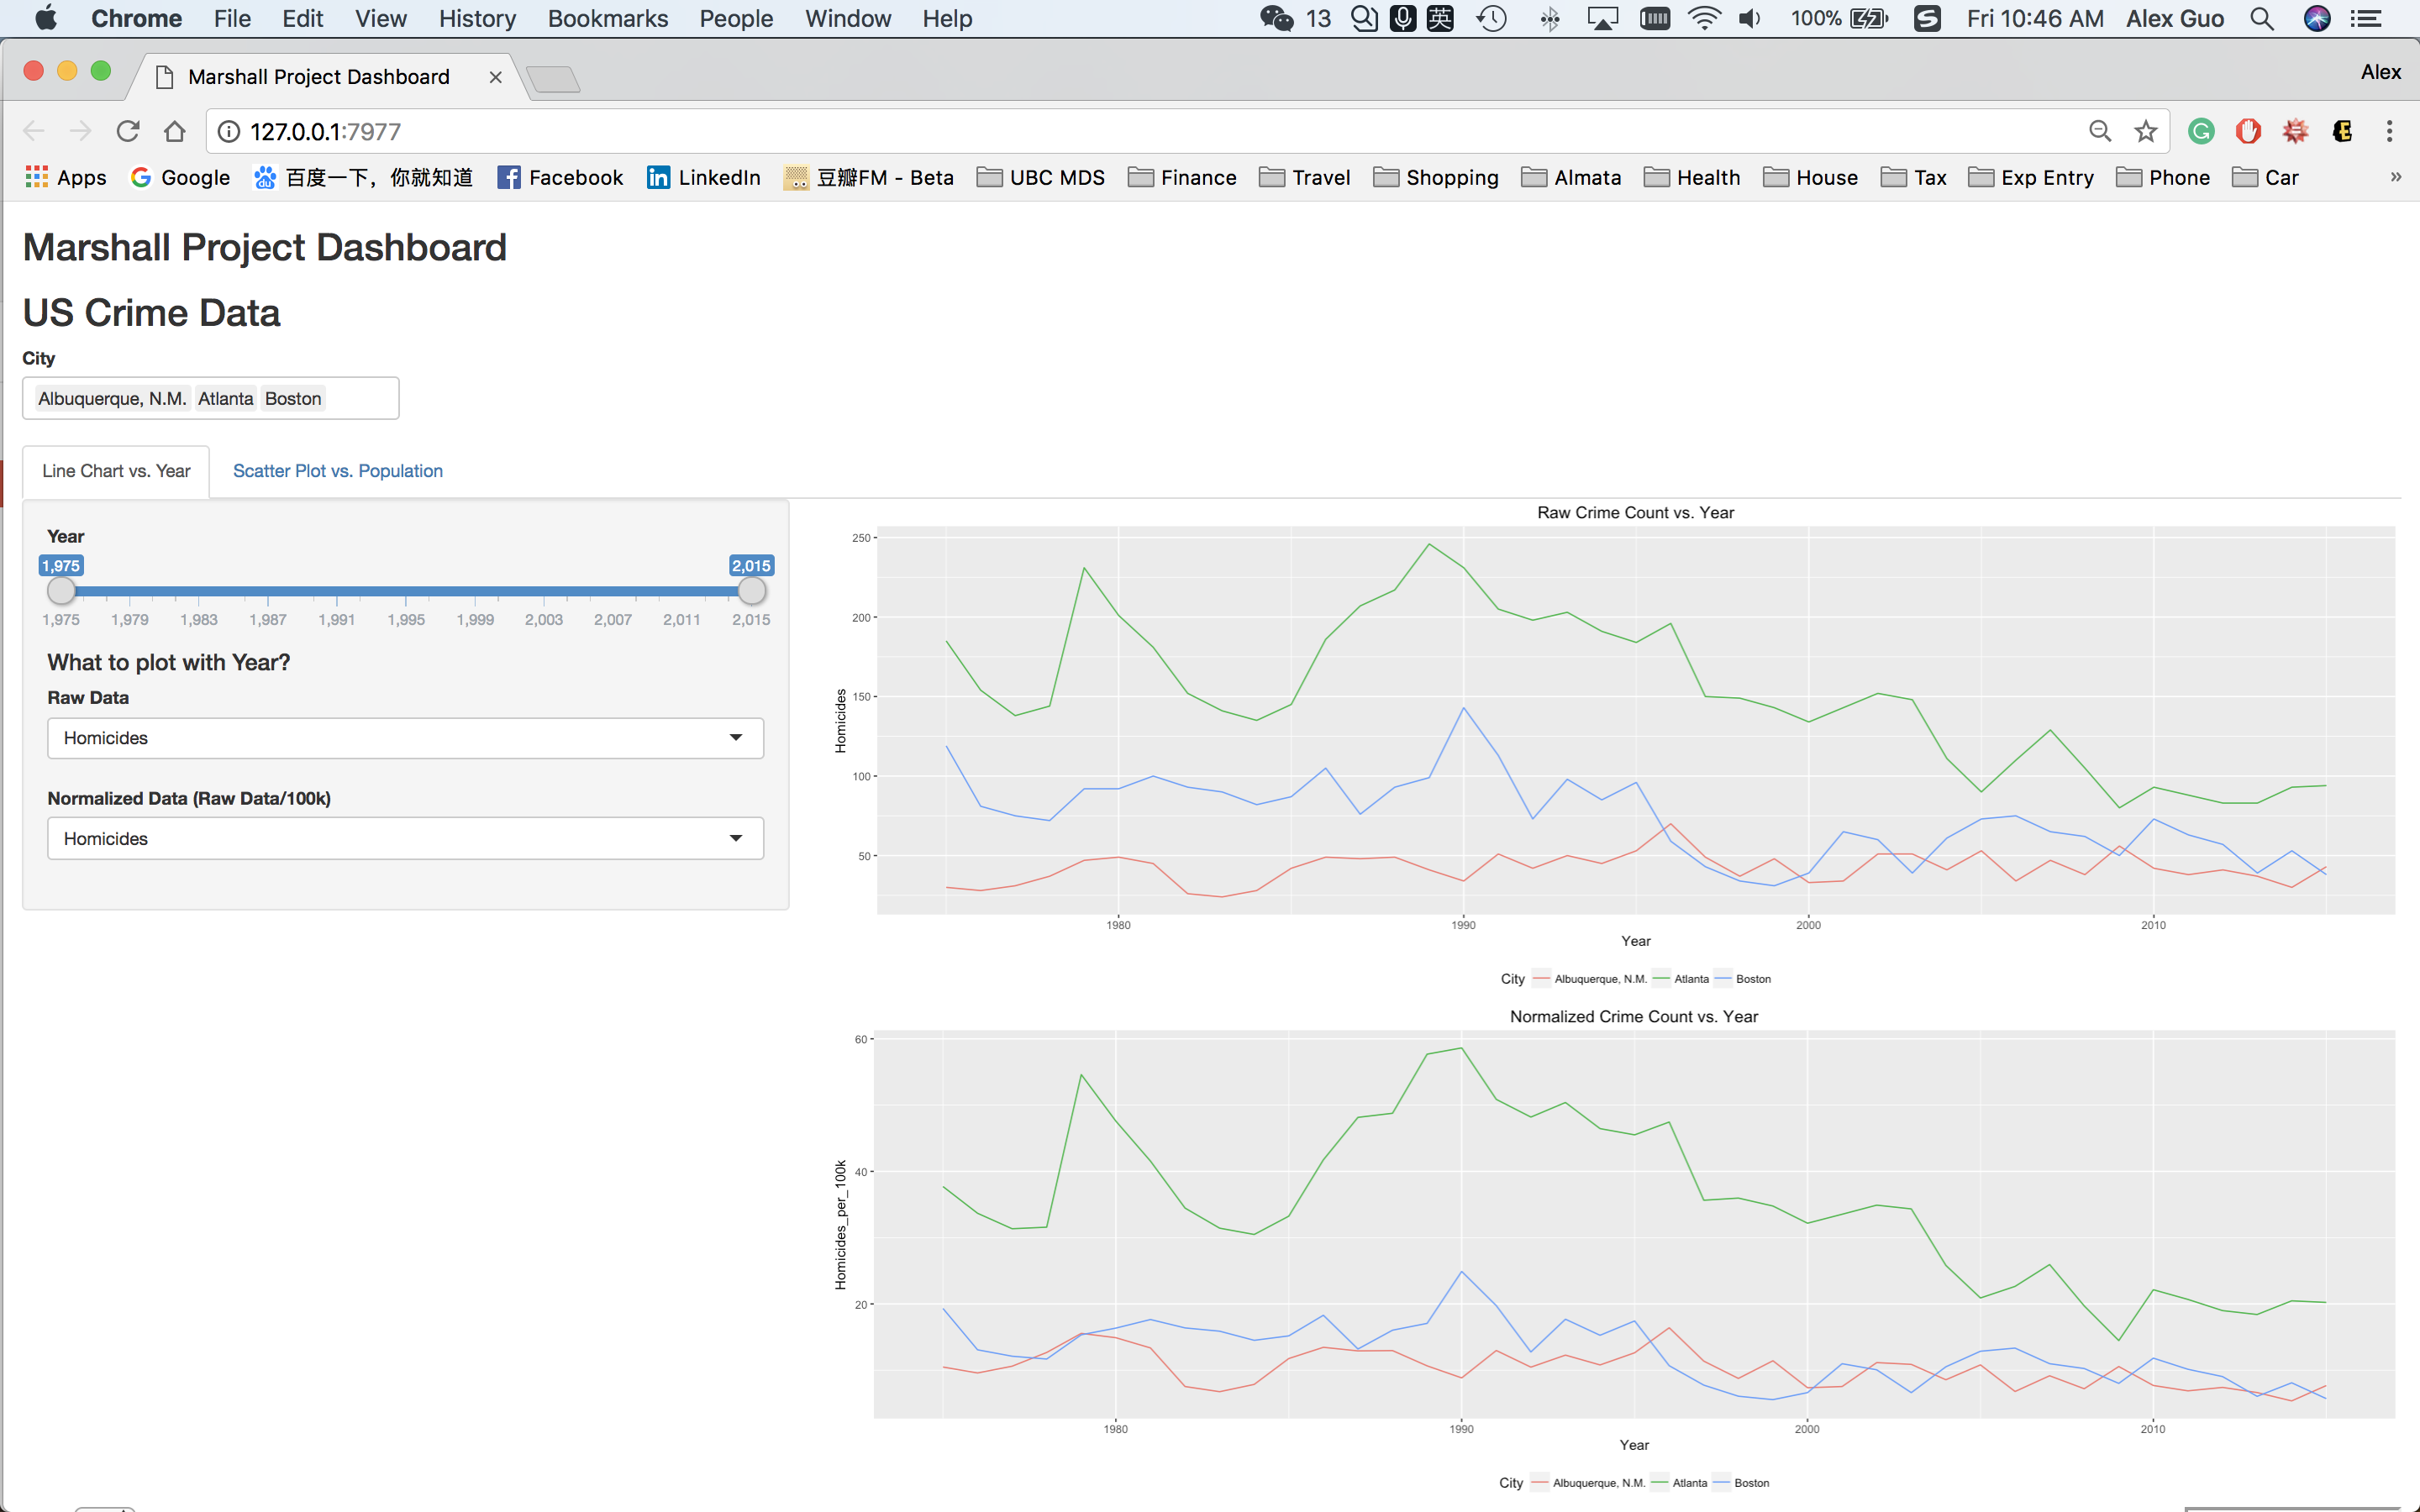 Chrome File Edit View History Bookmarks People Window Help 13 英 100% Fri 10:46 AM Alex Guo
Marshall Project Dashboard Alex
127.0.0.1:7977
Apps Google 百度一下，你就知道 Facebook LinkedIn 豆瓣FM - Beta UBC MDS Finance Travel Shopping Almata Health House Tax Exp Entry Phone Car »
Marshall Project Dashboard
US Crime Data
City
Albuquerque, N.M. Atlanta Boston
Line Chart vs. Year Scatter Plot vs. Population
Year
1,975 2,015
1,975 1,979 1,983 1,987 1,991 1,995 1,999 2,003 2,007 2,011 2,015
What to plot with Year?
Raw Data
Homicides
Normalized Data (Raw Data/100k)
Homicides
Raw Crime Count vs. Year
250
200
150
100
50
Homicides
1980 1990 2000 2010
Year
City Albuquerque, N.M. Atlanta Boston
Normalized Crime Count vs. Year
60
40
20
Homicides_per_100k
1980 1990 2000 2010
Year
City Albuquerque, N.M. Atlanta Boston